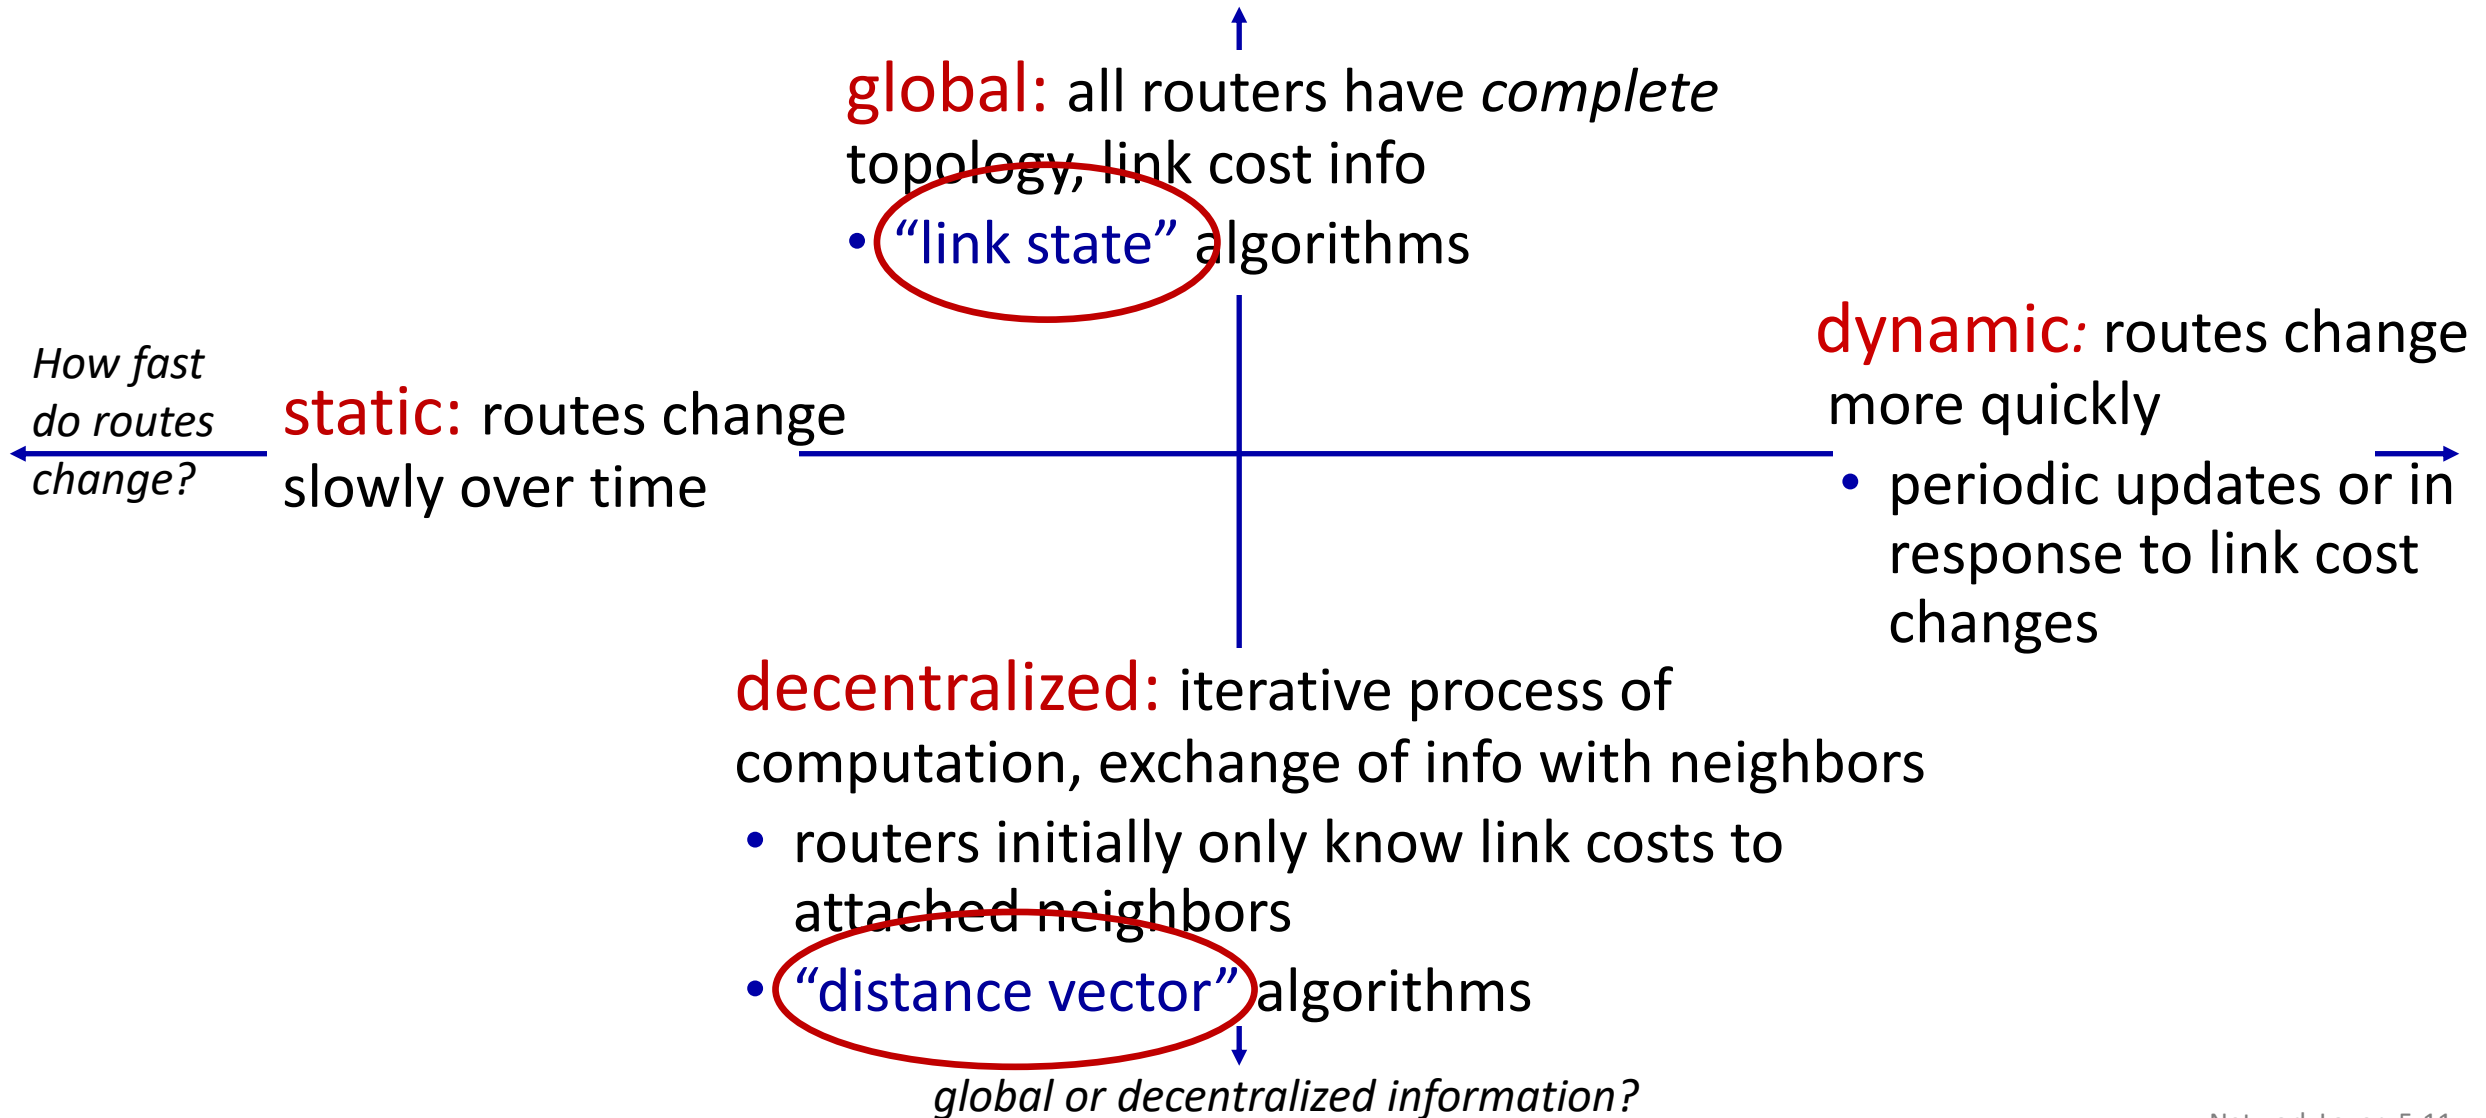 global: all routers have complete
topology, link cost info
• “link state” algorithms
How fast
do routes
change?
static: routes change
slowly over time
dynamic: routes change
more quickly
• periodic updates or in
response to link cost
changes
decentralized: iterative process of
computation, exchange of info with neighbors
• routers initially only know link costs to
attached neighbors
• “distance vector” algorithms
global or decentralized information?